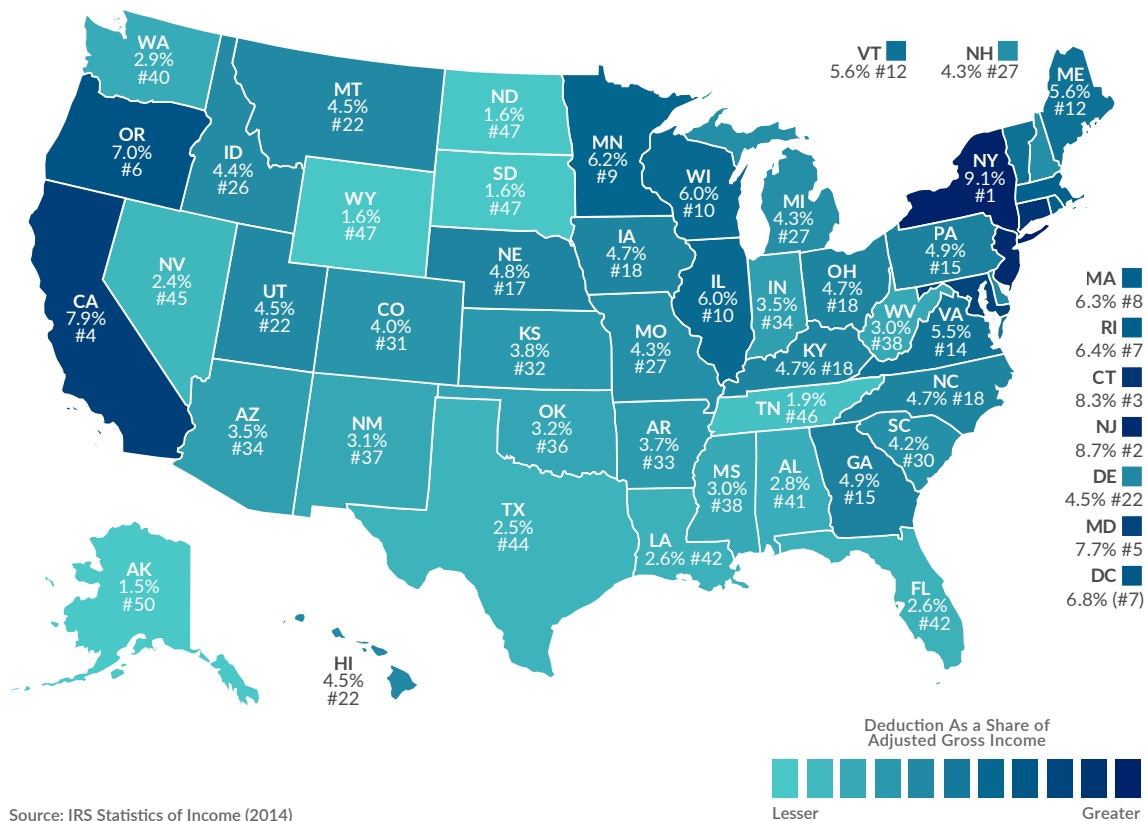 WA
2.9%
#40
OR
7.0%
#6
CA
7.9%
#4
NV
2.4%
#45
ID
4.4%
#26
MT
4.5%
#22
WY
1.6%
#47
UT
4.5%
#22
CO
4.0%
#31
AZ
3.5%
#34
NM
3.1%
#37
ND
1.6%
#47
SD
1.6%
#47
NE
4.8%
#17
KS
3.8%
#32
OK
3.2%
#36
TX
2.5%
#44
MN
6.2%
#9
IA
4.7%
#18
MO
4.3%
#27
AR
3.7%
#33
LA
2.6% #42
WI
6.0%
#10
IL
6.0%
#10
MI
4.3%
#27
IN
3.5%
#34
OH
4.7%
#18
KY
4.7% #18
TN 1.9%
#46
MS
3.0%
#38
AL
2.8%
#41
GA
4.9%
#15
FL
2.6%
#42
SC
4.2%
#30
NC
4.7% #18
VA
5.5%
#14
WV
3.0%
#38
PA
4.9%
#15
NY
9.1%
#1
VT
5.6% #12
NH
4.3% #27
ME
5.6%
#12
MA
6.3% #8
RI
6.4% #7
CT
8.3% #3
NJ
8.7% #2
DE
4.5% #22
MD
7.7% #5
DC
6.8% (#7)
AK
1.5%
#50
HI
4.5%
#22
Deduction As a Share of
Adjusted Gross Income
Lesser
Greater
Source: IRS Statistics of Income (2014)